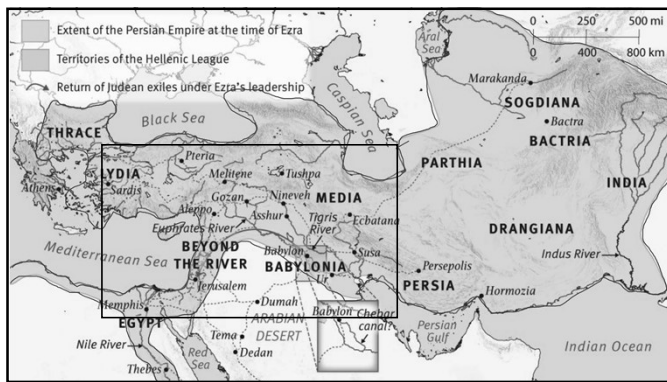 Extent of the Persian Empire at the time of Ezra
Territories of the Hellenic League
Return of Judean exiles under Ezra's leadership
0 500 mi
0 400 800 km
Aral Sea
Marakanda
SOGDIANA
Bactra
BACTRIA
Caspian Sea
Black Sea
THRACE
Pteria
LYDIA
Sardis
Athens
Melitene
Tushpa
PARTHIA
INDIA
Gozan
Nineveh
MEDIA
Aleppo
Asshur
Tigris River
Ecbatana
Euphrates River
DRANGIANA
Mediterranean Sea
BEYOND THE RIVER
Babylon
BABYLONIA
Susa
Indus River
Jerusalem
Ur
Persepolis
PERSIA
Hormozia
Memphis
EGYPT
Dumah
ARABIAN DESERT
Babylon
Chebar canal?
Persian Gulf
Nile River
Tema
Dedan
Red Sea
Thebes
Indian Ocean